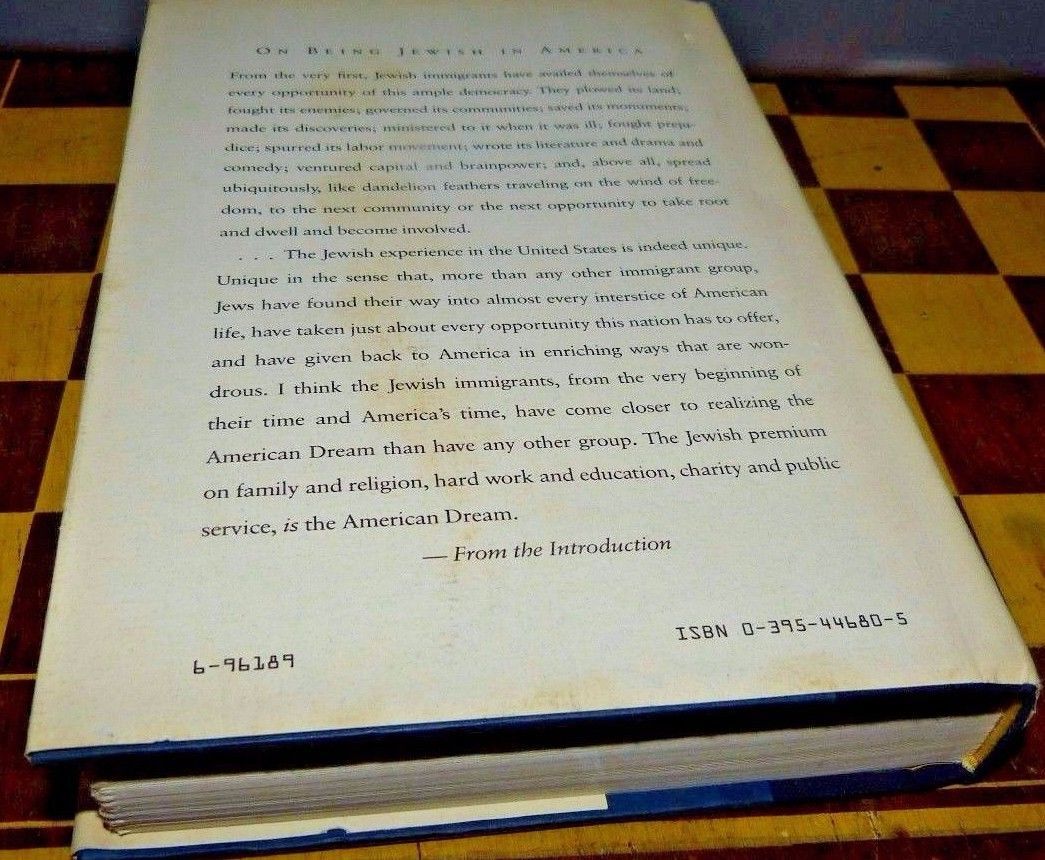 ON BEING JEWISH IN AMERICA
From the very first, Jewish immigrants have availed themselves of
every opportunity of this ample democracy. They plowed its land;
fought its enemies; governed its communities; saved its monuments;
made its discoveries; ministered to it when it was ill; fought preju-
dice; spurred its labor movement; wrote its literature and drama and
comedy; ventured capital and brainpower; and, above all, spread
ubiquitously, like dandelion feathers traveling on the wind of free-
dom, to the next community or the next opportunity to take root
and dwell and become involved.
. . . The Jewish experience in the United States is indeed unique.
Unique in the sense that, more than any other immigrant group,
Jews have found their way into almost every interstice of American
life, have taken just about every opportunity this nation has to offer,
and have given back to America in enriching ways that are won-
drous. I think the Jewish immigrants, from the very beginning of
their time and America's time, have come closer to realizing the
American Dream than have any other group. The Jewish premium
on family and religion, hard work and education, charity and public
service, is the American Dream.
— From the Introduction
ISBN 0-395-44680-5
6-96189